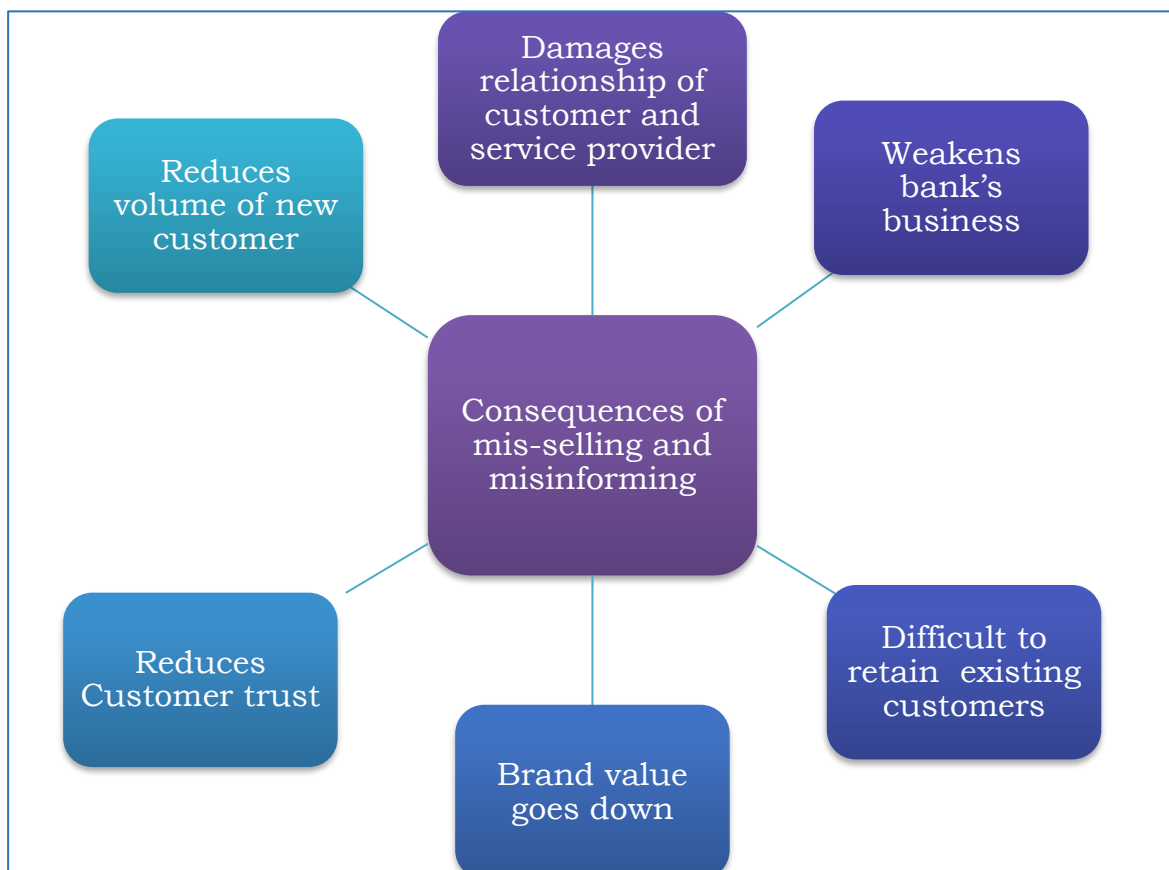 Damages
relationship of
customer and
service provider
Weakens
bank’s
business
Reduces
volume of new
customer
Consequences of
mis-selling and
misinforming
Difficult to
retain  existing
customers
Reduces
Customer trust
Brand value
goes down